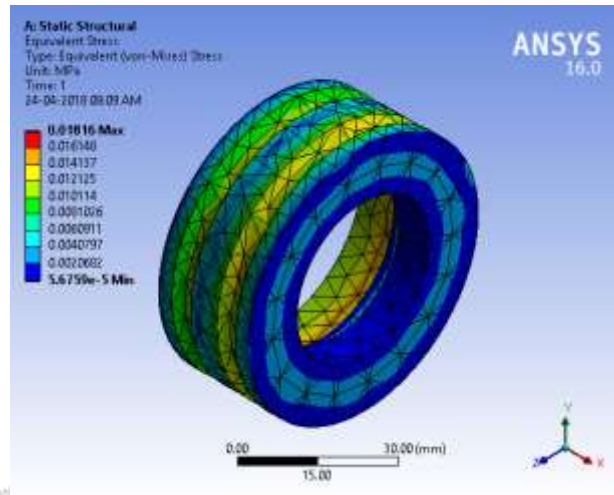 A: Static Structural
Equivalent Stress
Type: Equivalent (von-Mises) Stress
Unit: MPa
Time: 1
24-04-2018 09:09 AM
ANSYS
16.0
0.01816 Max
0.016148
0.014137
0.012125
0.010114
0.0081026
0.0060911
0.0040797
0.0020682
5.6759e-5 Min
0.00
30.00 (mm)
15.00
Y
Z
X